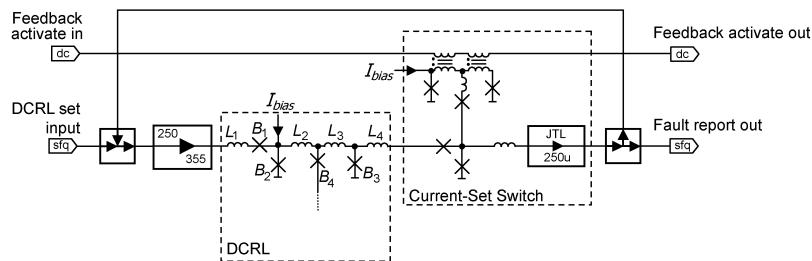 Feedback
activate in
dc
Feedback activate out
dc
I_bias
I_bias
DCRL set
input
sfq
250
355
L1
B1
B2
L2
L3
L4
B4
B3
JTL
250u
Fault report out
sfq
Current-Set Switch
DCRL